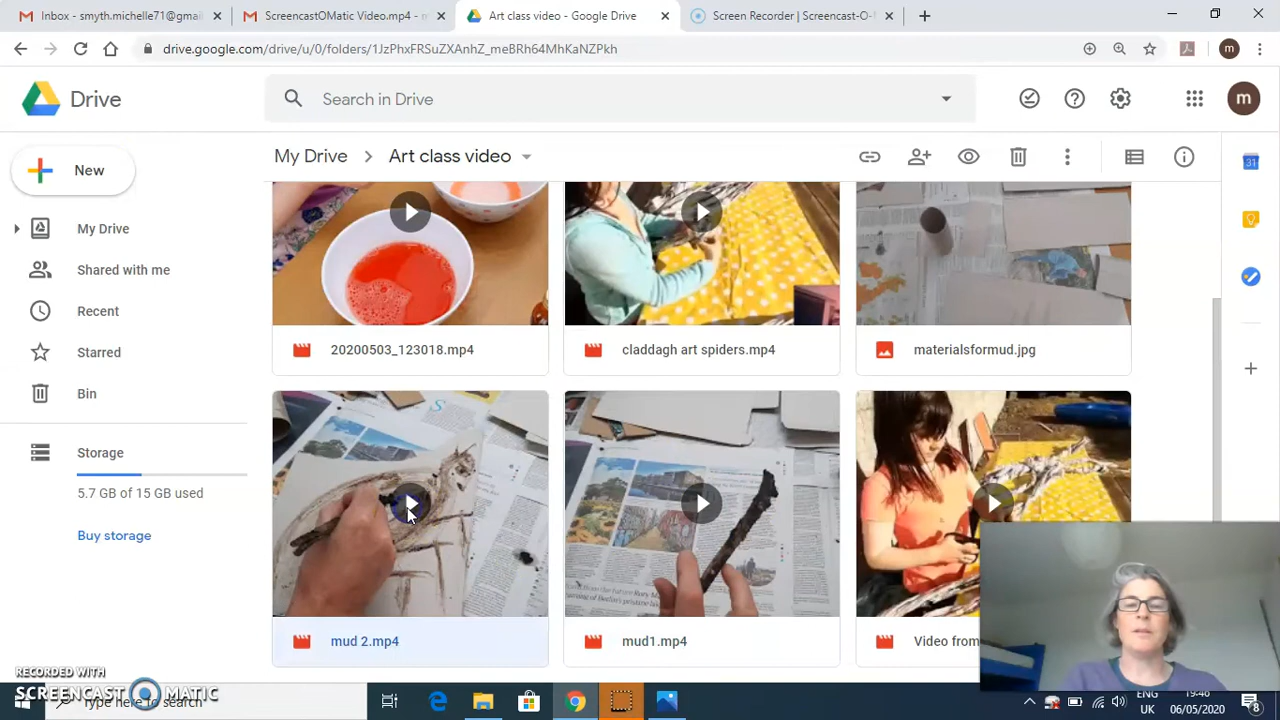 Inbox - smyth.michelle71@gmai
ScreencastOMatic Video.mp4 - m
Art class video - Google Drive
Screen Recorder | Screencast-O-
drive.google.com/drive/u/0/folders/1JzPhxFRSuZXAnhZ_meBRh64MhKaNZPkh
m
Drive
Search in Drive
m
New
My Drive
Art class video
31
My Drive
Shared with me
Recent
Starred
Bin
Storage
5.7 GB of 15 GB used
Buy storage
20200503_123018.mp4
claddagh art spiders.mp4
materialsformud.jpg
mud 2.mp4
mud1.mp4
Video from
RECORDED WITH
SCREENCAST MATIC
Type here to search
ENG
UK
19:46
06/05/2020
8